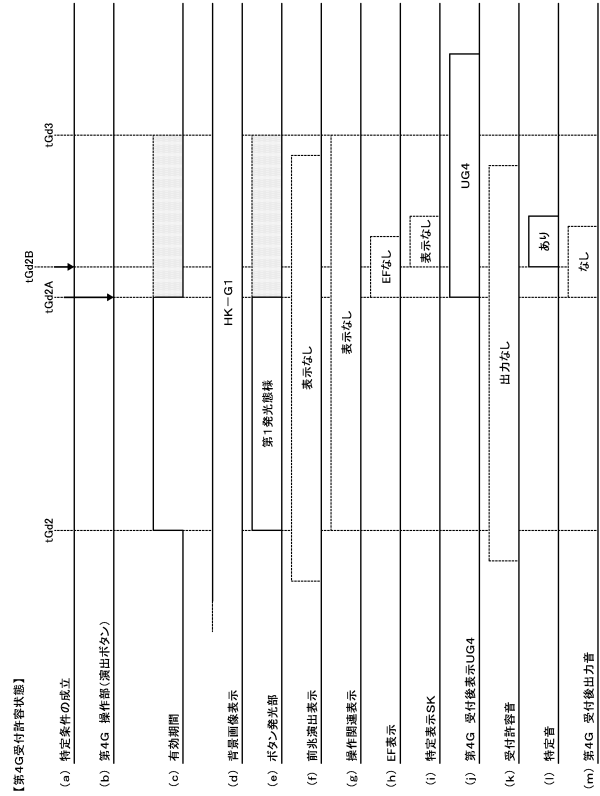 【第4G受付許容状態】
tGd2
tGd2A
tGd2B
tGd3
(a) 特定条件の成立
(b) 第4G 操作部(演出ボタン)
(c) 有効期間
(d) 背景画像表示
HK-G1
(e) ボタン発光部
第1発光態様
(f) 前兆演出表示
表示なし
(g) 操作関連表示
表示なし
(h) EF表示
EFなし
(i) 特定表示SK
表示なし
(j) 第4G 受付後表示UG4
UG4
(k) 受付許容音
出力なし
(l) 特定音
あり
(m) 第4G 受付後出力音
なし